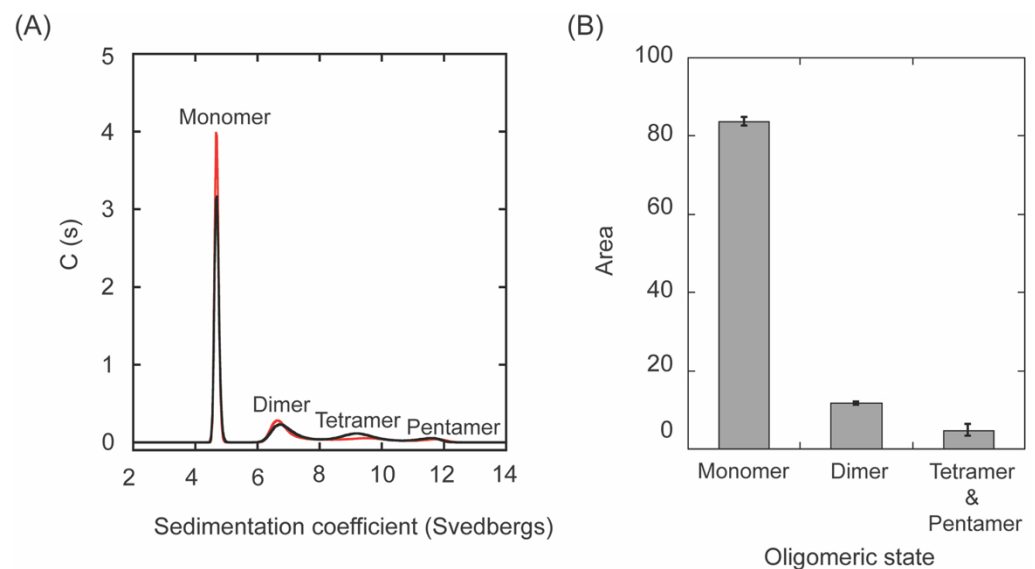 (A)
C (s)
5
4
3
2
1
0
Monomer
Dimer
Tetramer
Pentamer
2 4 6 8 10 12 14
Sedimentation coefficient (Svedbergs)
(B)
Area
100
80
60
40
20
0
Monomer Dimer Tetramer
&
Pentamer
Oligomeric state